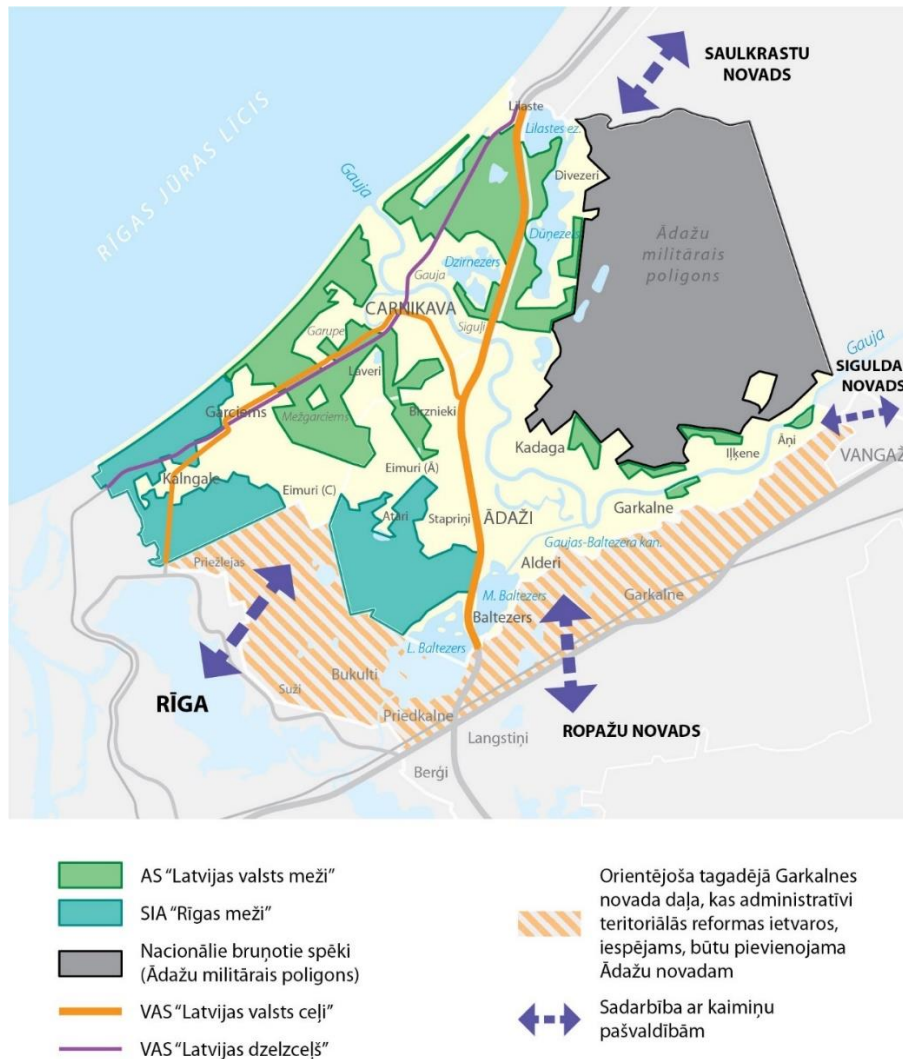 SAULKRASTU
NOVADS
RĪGAS JŪRAS LĪCIS
Lilaste
Lilastes ez.
Gauja
Divezeri
Dūņezers
Ādažu
militārais
poligons
Dzirnezers
Gauja
CARNIKAVA
Siguļi
Garupe
Gauja
SIGULDAS
NOVADS
Laveri
Garciems
Mežgarciems
Birznieki
Kadaga
Iļķene
Āņi
VANGAŽI
Kalngale
Eimuri (Ā)
Eimuri (C)
Garkalne
Atari
Stapriņi
ĀDAŽI
Gaujas-Baltezera kan.
Priežlejas
Alderi
Garkalne
M. Baltezers
Baltezers
L. Baltezers
Bukulti
Suži
RĪGA
Priedkalne
ROPAŽU NOVADS
Langstiņi
Berģi
AS “Latvijas valsts meži”
SIA “Rīgas meži”
Nacionālie bruņotie spēki
(Ādažu militārais poligons)
VAS “Latvijas valsts ceļi”
VAS “Latvijas dzelzceļš”
Orientējoša tagadējā Garkalnes
novada daļa, kas administratīvi
teritoriālās reformas ietvaros,
iespējams, būtu pievienojama
Ādažu novadam
Sadarbība ar kaimiņu
pašvaldībām